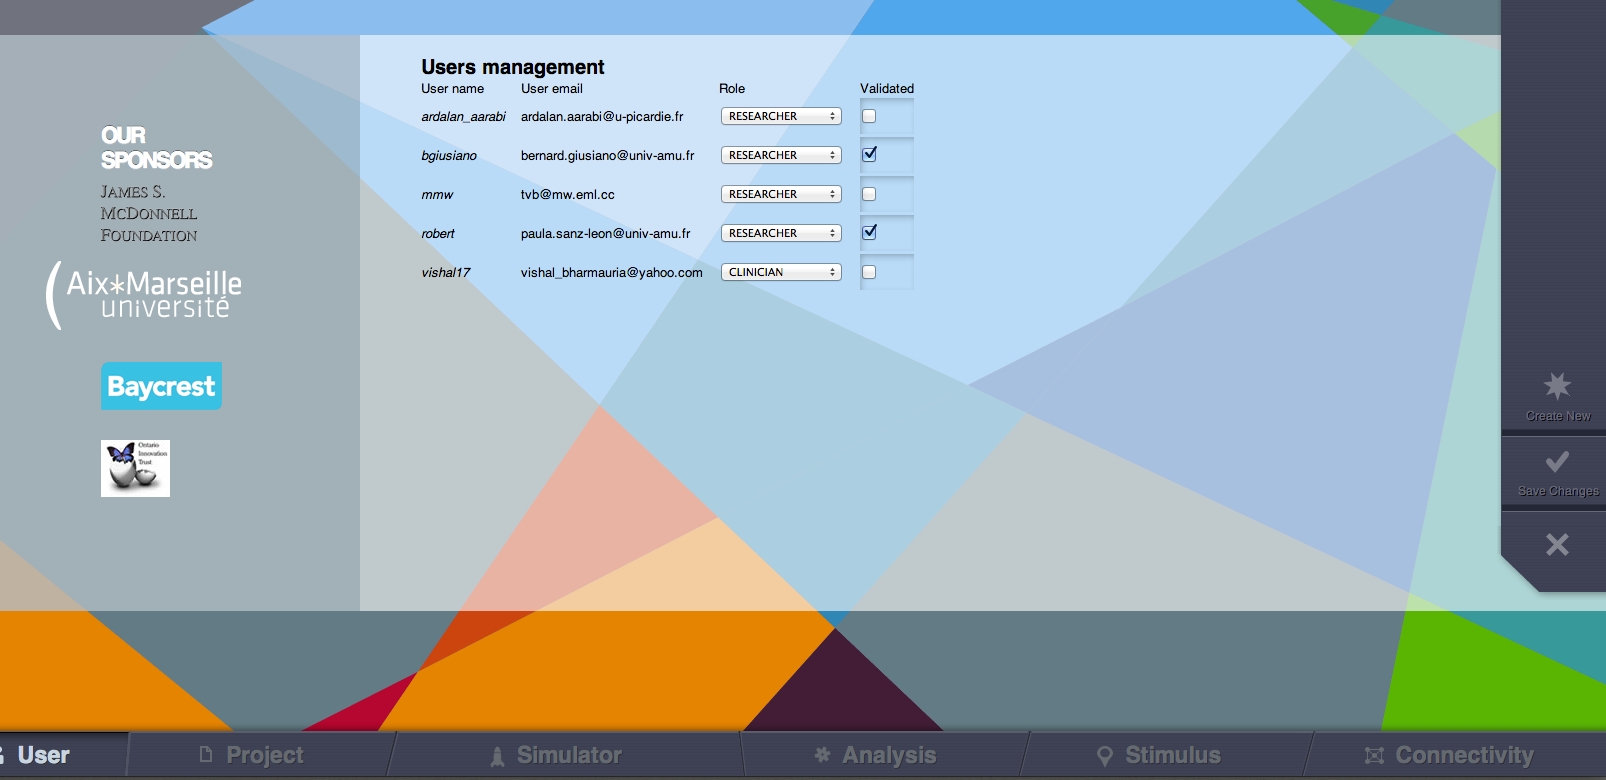 Users management
User name User email Role Validated
ardalan_aarabi ardalan.aarabi@u-picardie.fr RESEARCHER
bgiusiano bernard.giusiano@univ-amu.fr RESEARCHER
mmw tvb@mw.eml.cc RESEARCHER
robert paula.sanz-leon@univ-amu.fr RESEARCHER
vishal17 vishal_bharmauria@yahoo.com CLINICIAN
OUR
SPONSORS
JAMES S.
MCDONNELL
FOUNDATION
Aix*Marseille
université
Baycrest
Ontario
Innovation
Trust
Create New
Save Changes
User Project Simulator Analysis Stimulus Connectivity